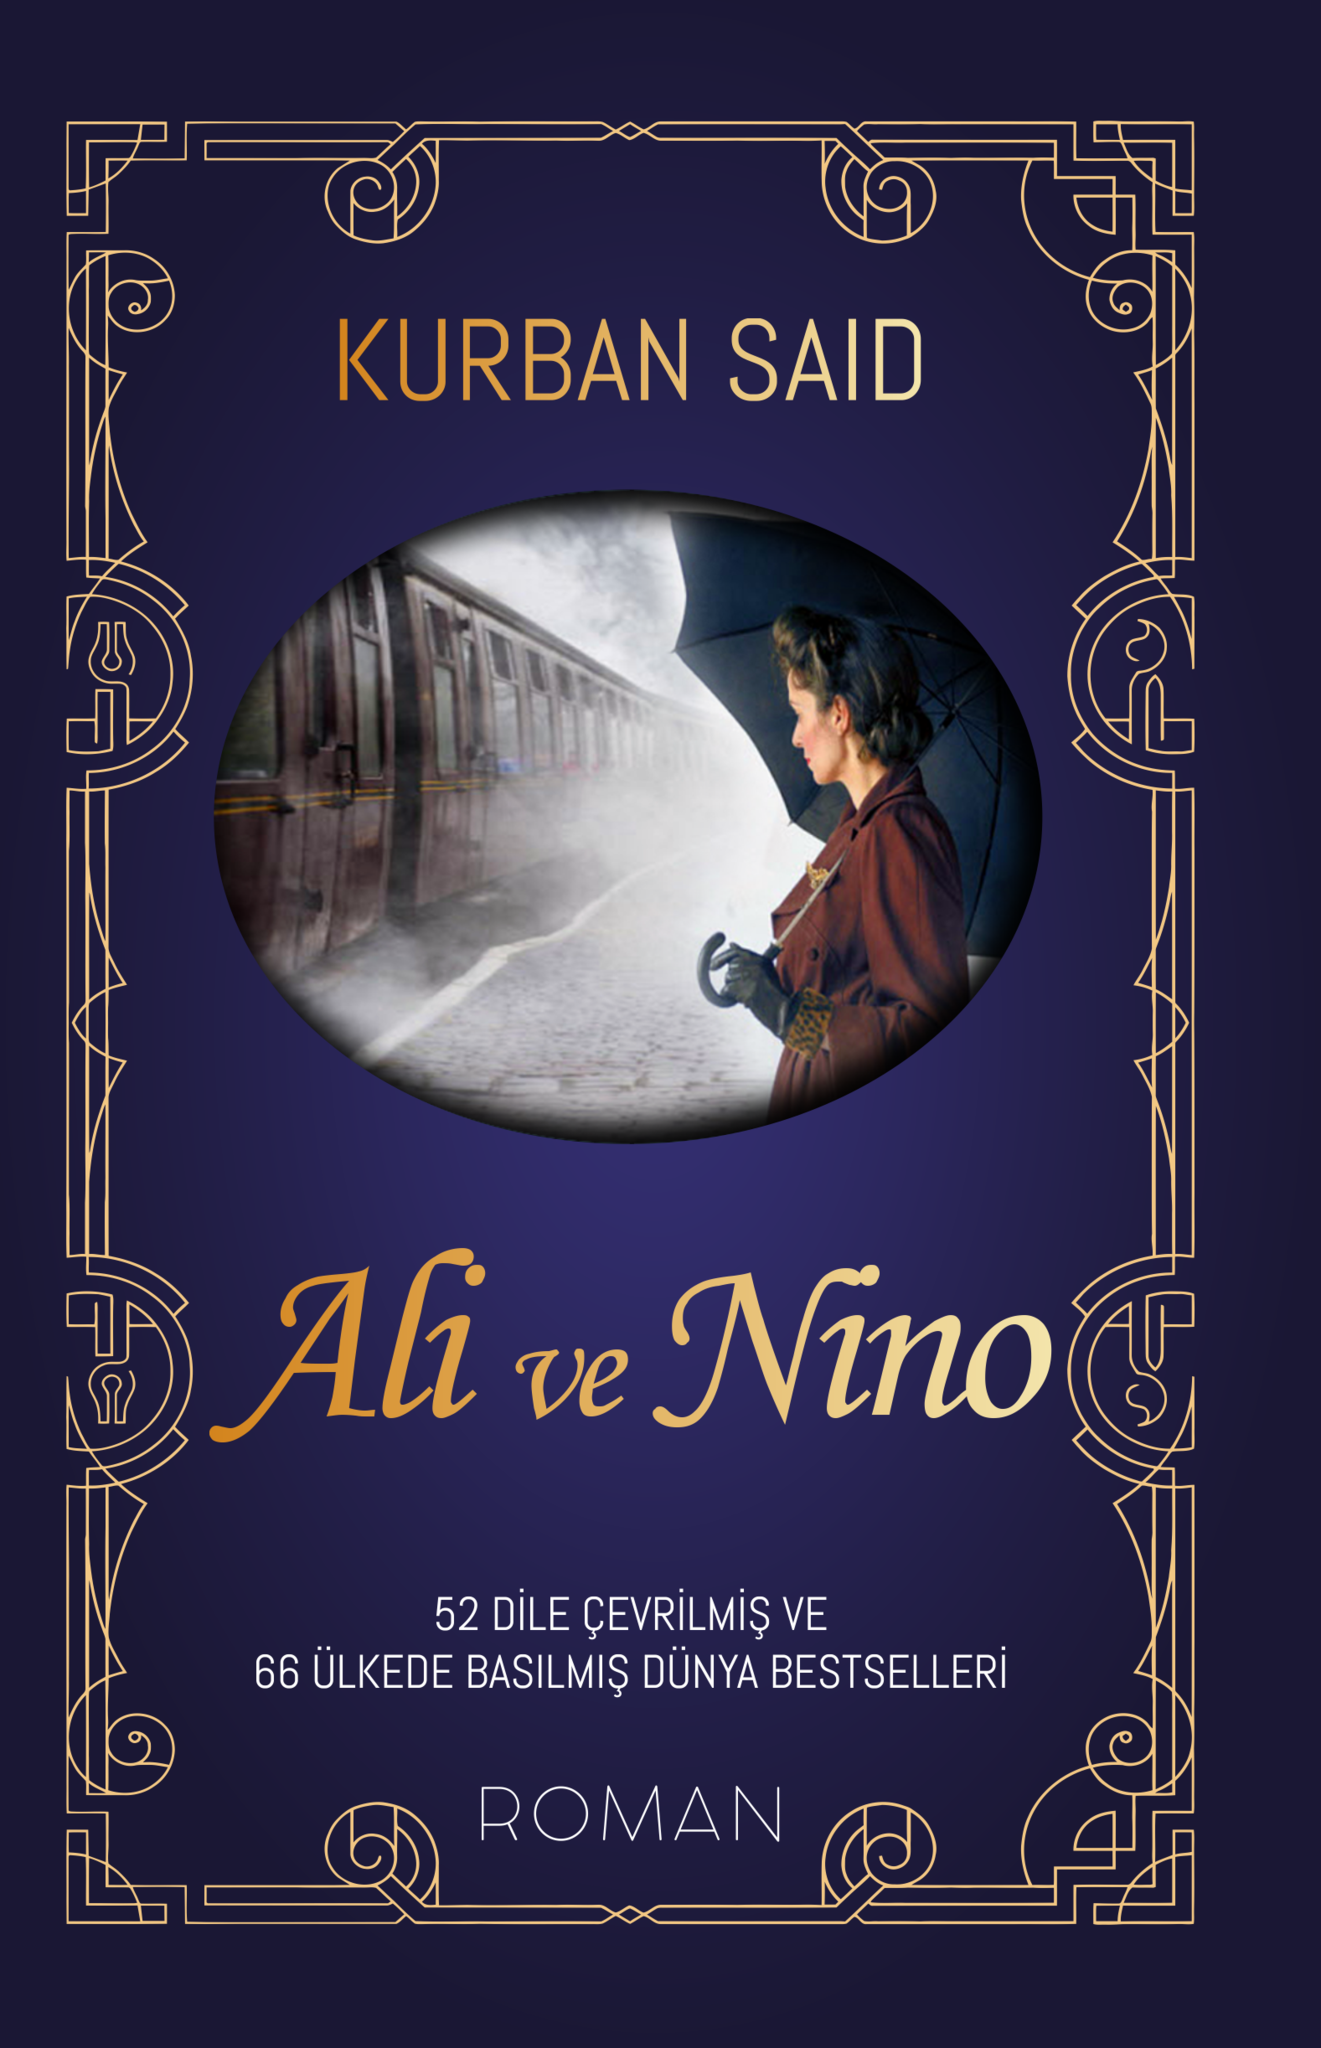 KURBAN SAID
Ali ve Nino
52 DİLE ÇEVRİLMİŞ VE
66 ÜLKEDE BASILMIŞ DÜNYA BESTSELLERİ
ROMAN